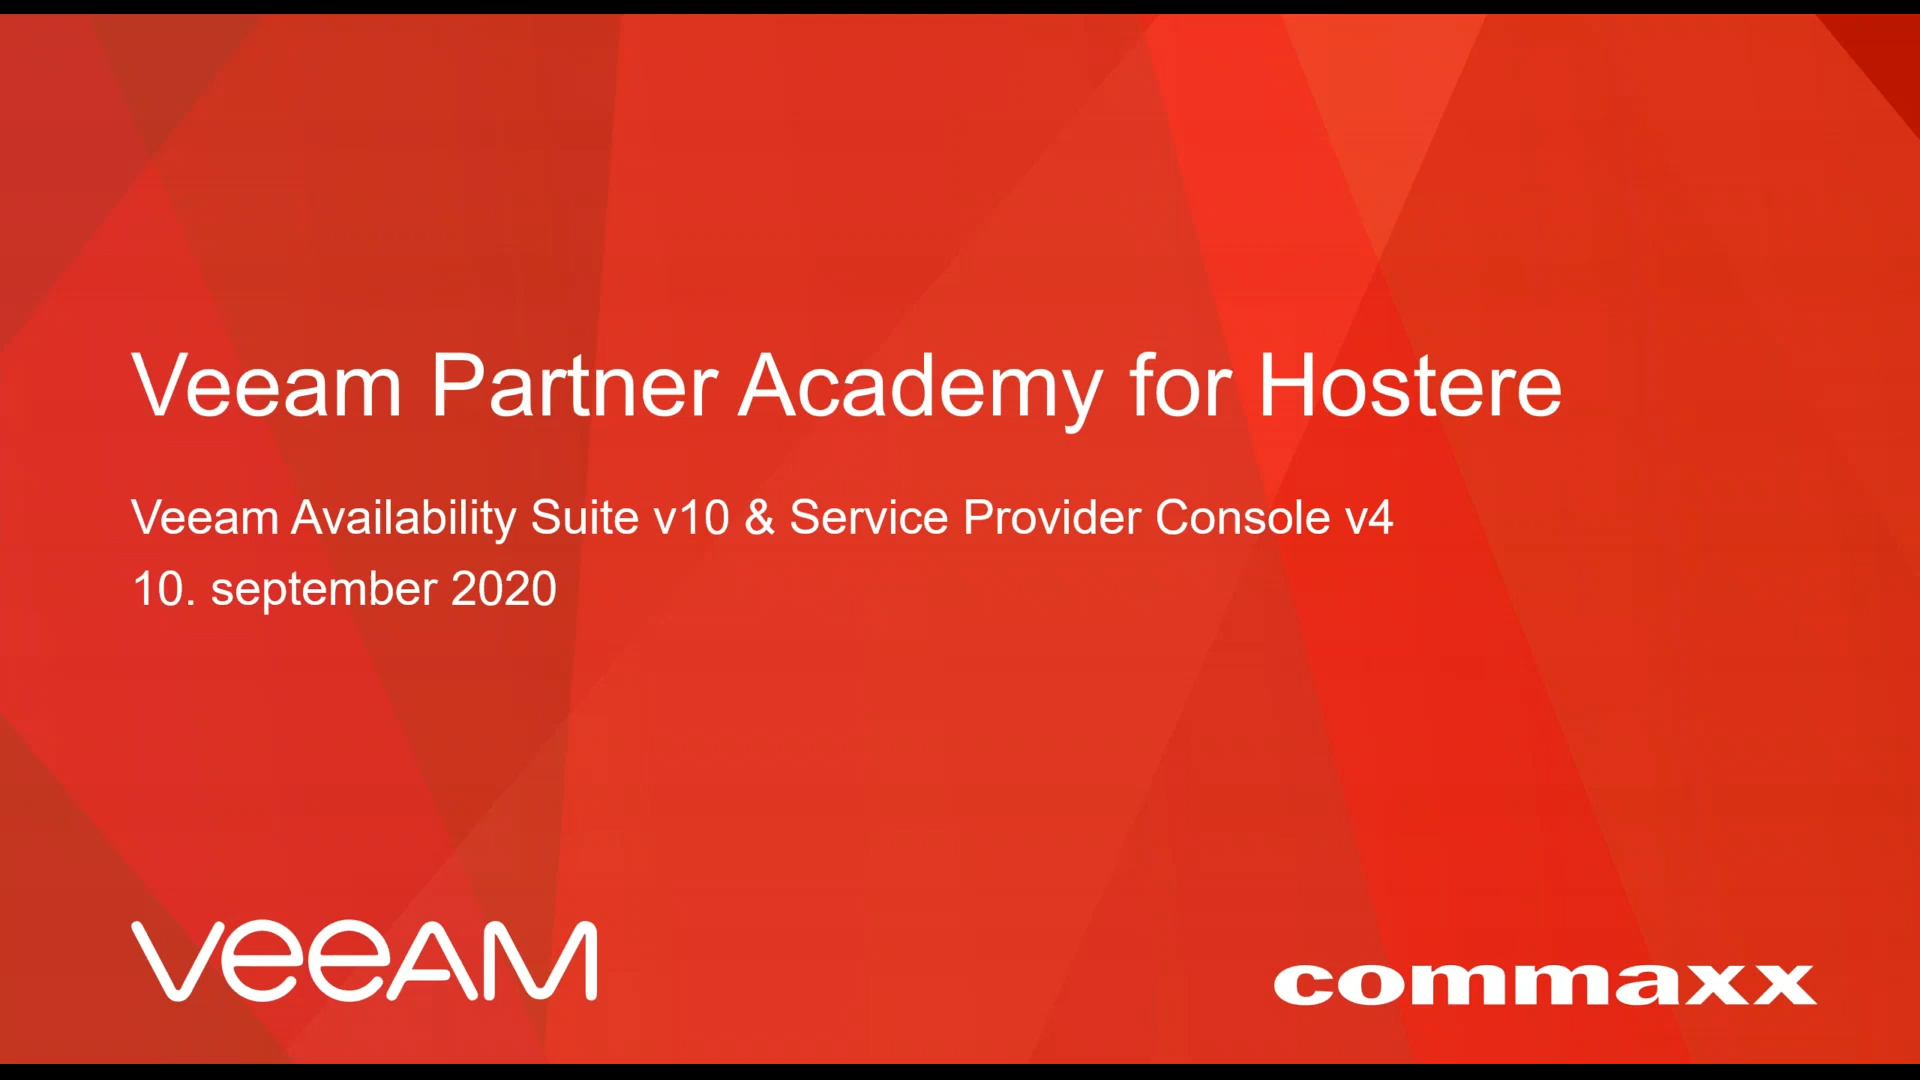 Veeam Partner Academy for Hostere
Veeam Availability Suite v10 & Service Provider Console v4
10. september 2020
veeAM
commaxx